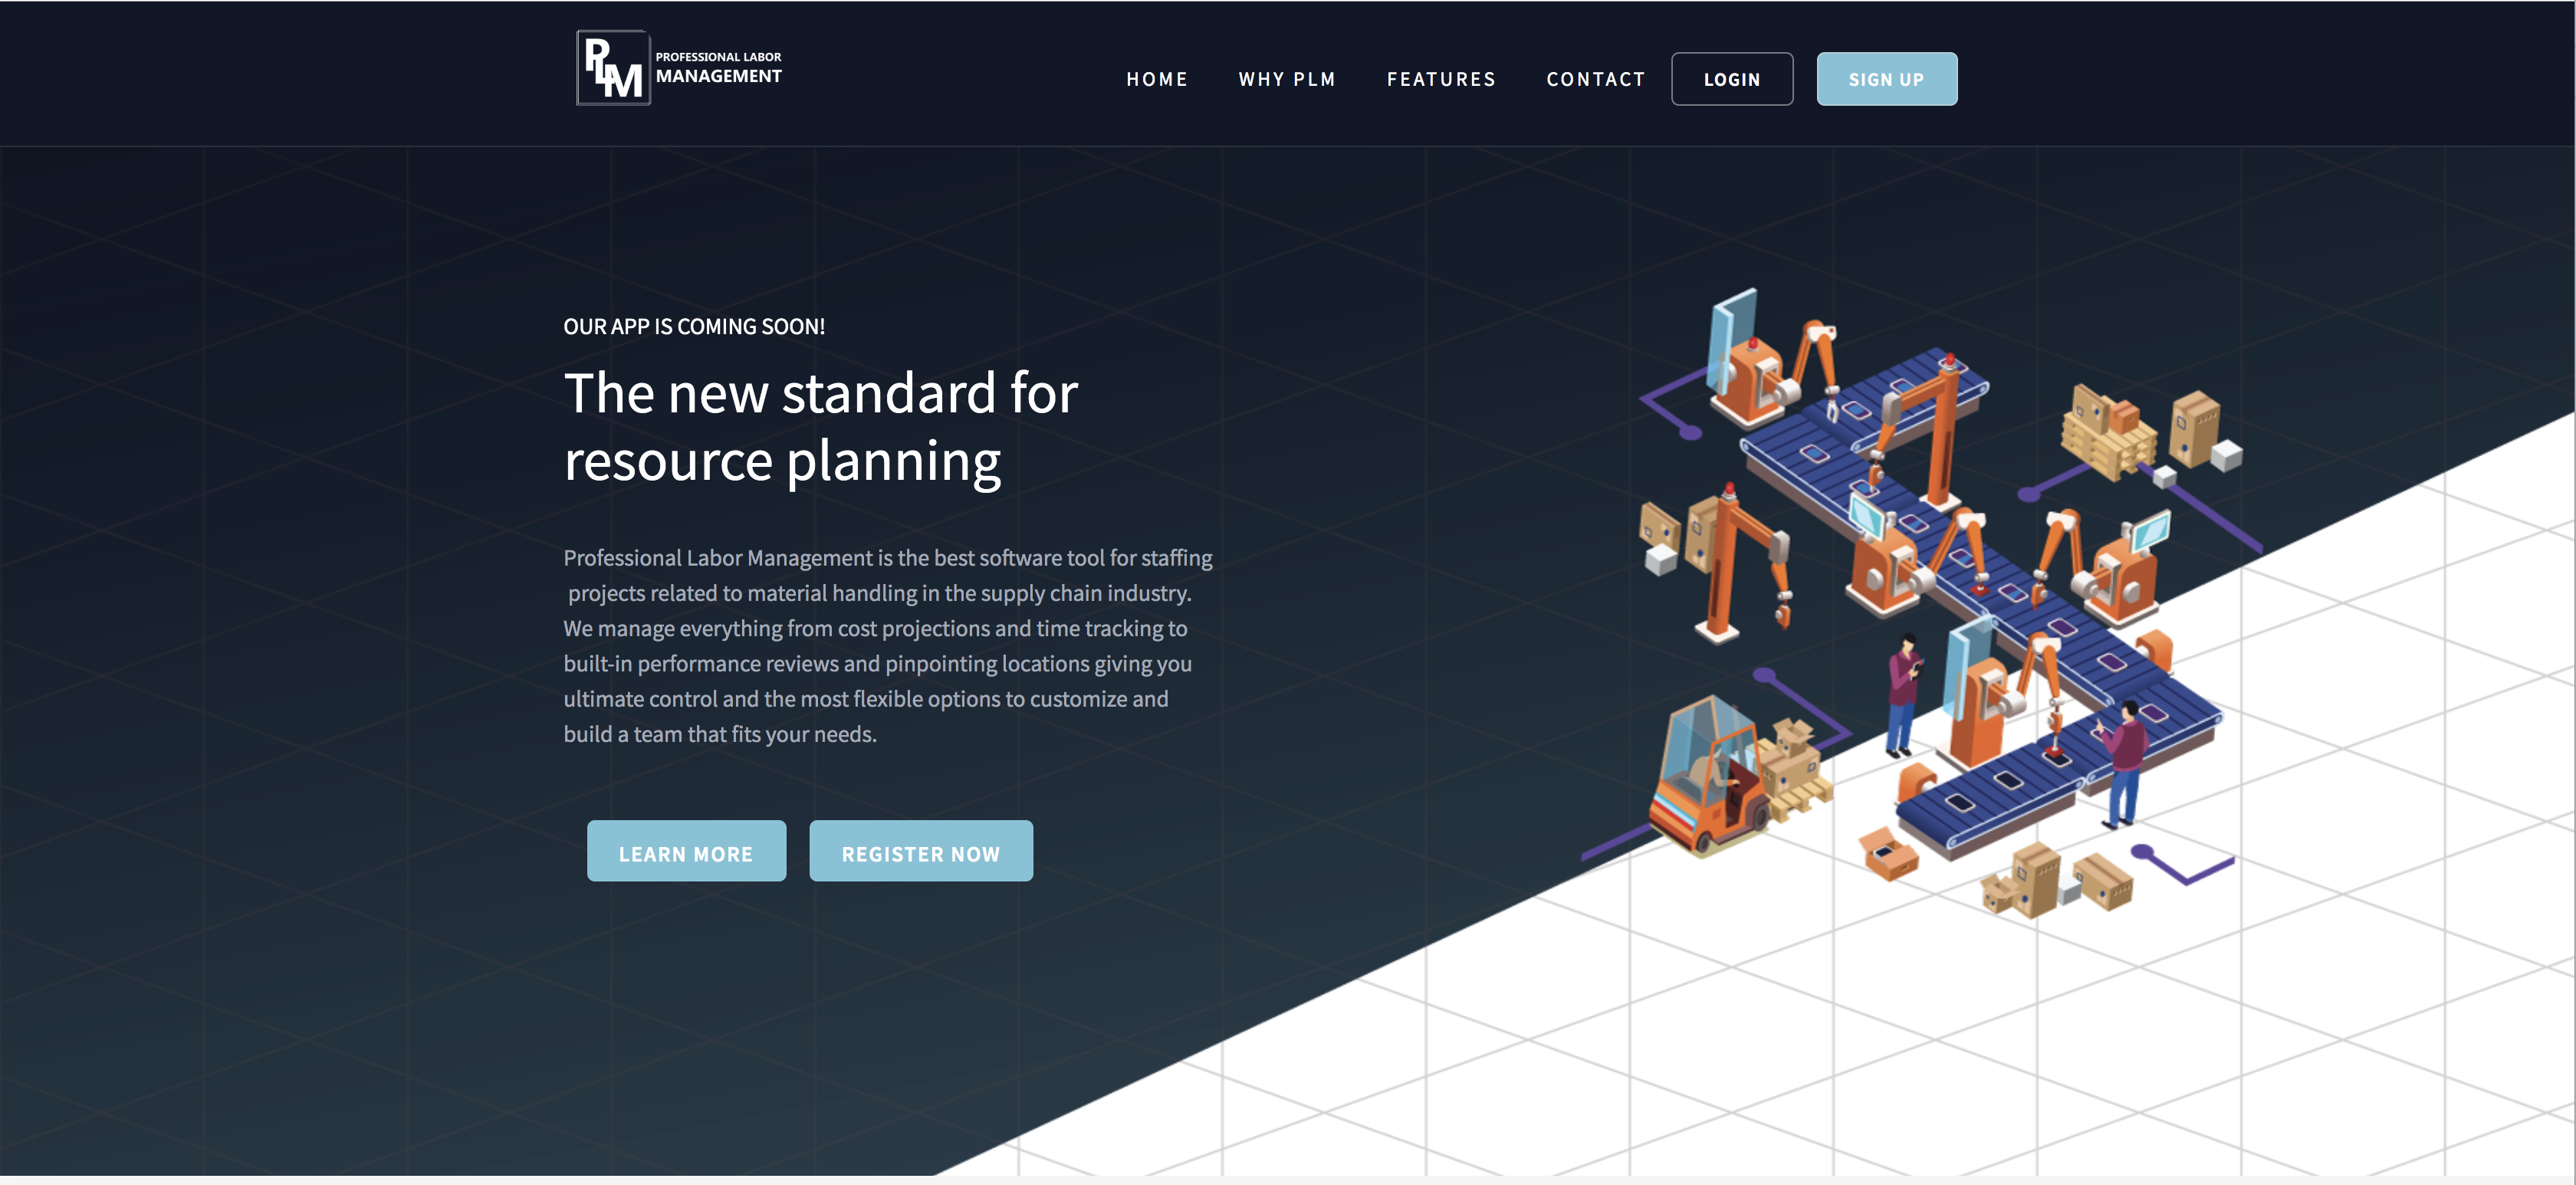 PLM
PROFESSIONAL LABOR
MANAGEMENT
HOME
WHY PLM
FEATURES
CONTACT
LOGIN
SIGN UP
OUR APP IS COMING SOON!
The new standard for
resource planning
Professional Labor Management is the best software tool for staffing
projects related to material handling in the supply chain industry.
We manage everything from cost projections and time tracking to
built-in performance reviews and pinpointing locations giving you
ultimate control and the most flexible options to customize and
build a team that fits your needs.
LEARN MORE
REGISTER NOW